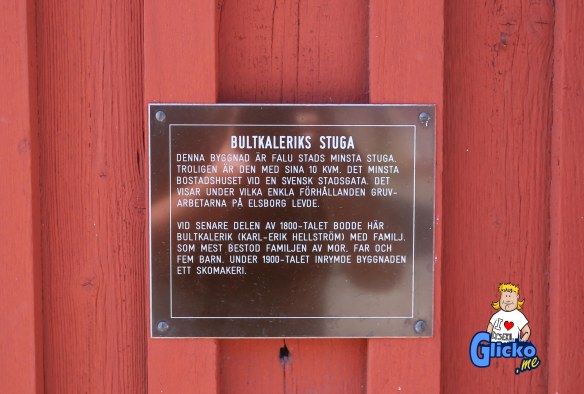 BULTKALERIKS STUGA
DENNA BYGGNAD ÄR FALU STADS MINSTA STUGA.
TROLIGEN ÄR DEN MED SINA 10 KVM. DET MINSTA
BOSTADSHUSET VID EN SVENSK STADSGATA. DET
VISAR UNDER VILKA ENKLA FÖRHÅLLANDEN GRUV-
ARBETARNA PÅ ELSBORG LEVDE.
VID SENARE DELEN AV 1800-TALET BODDE HÄR
BULTKALERIK (KARL-ERIK HELLSTRÖM) MED FAMILJ.
SOM MEST BESTOD FAMILJEN AV MOR, FAR OCH
FEM BARN. UNDER 1900-TALET INRYMDE BYGGNADEN
ETT SKOMAKERI.
I
Glicko
.me